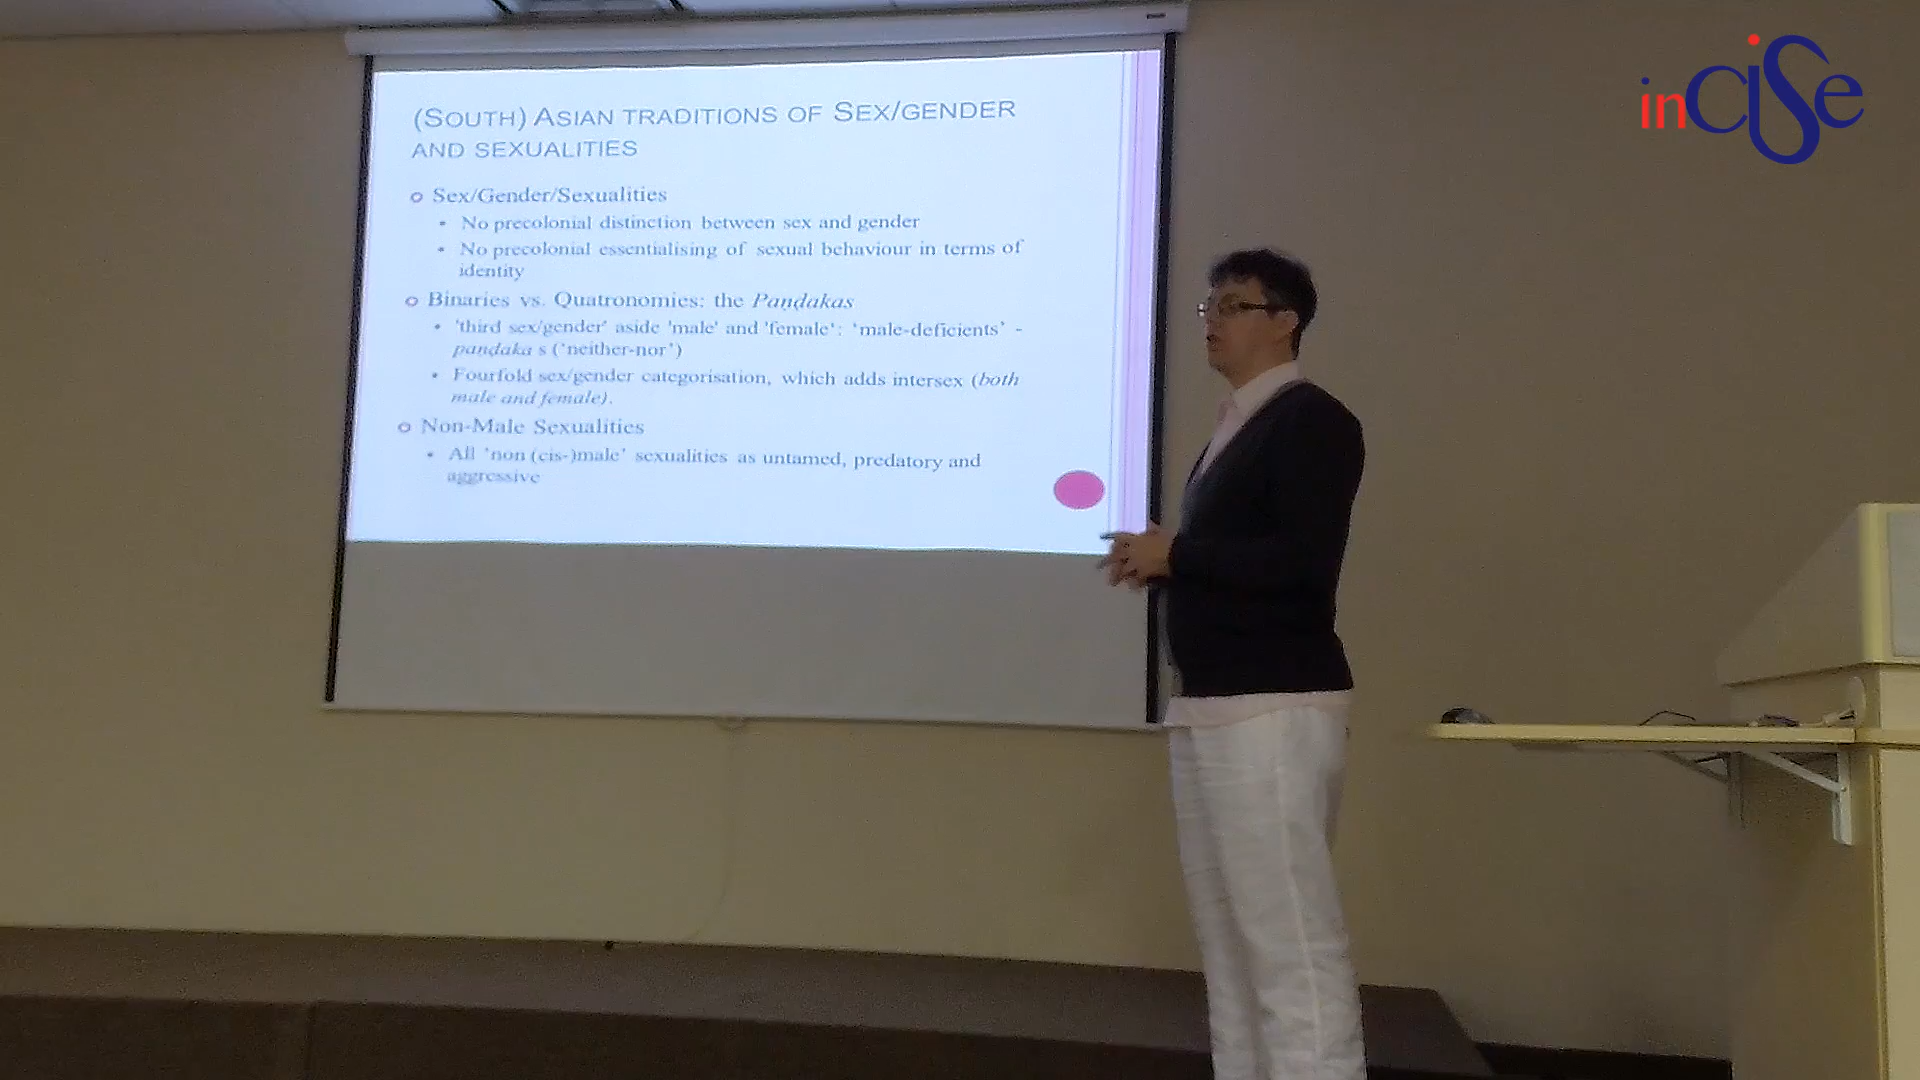 (South) Asian traditions of Sex/gender
and sexualities
Sex/Gender/Sexualities
• No precolonial distinction between sex and gender
• No precolonial essentialising of sexual behaviour in terms of
identity
Binaries vs. Quatronomies: the Paṇḍakas
• 'third sex/gender' aside 'male' and 'female': 'male-deficients' -
paṇḍaka s ('neither-nor')
• Fourfold sex/gender categorisation, which adds intersex (both
male and female).
Non-Male Sexualities
• All 'non (cis-)male' sexualities as untamed, predatory and
aggressive
inCiSe